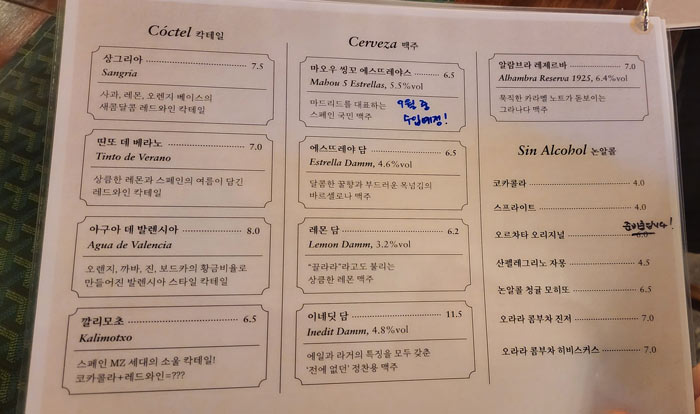 Cóctel 칵테일
상그리아 7.5
Sangría
사과, 레몬, 오렌지 베이스의
새콤달콤 레드와인 칵테일
띤또 데 베라노 7.0
Tinto de Verano
상큼한 레몬과 스페인의 여름이 담긴
레드와인 칵테일
아구아 데 발렌시아 8.0
Agua de Valencia
오렌지, 까바, 진, 보드카의 황금비율로
만들어진 발렌시아 스타일 칵테일
깔리모초 6.5
Kalimotxo
스페인 MZ 세대의 소울 칵테일!
코카콜라+레드와인=???
Cerveza 맥주
마오우 씽꼬 에스뜨레야스 6.5
Mahou 5 Estrellas, 5.5%vol
마드리드를 대표하는
스페인 국민 맥주
9월 중
수입예정!
에스뜨레야 담 6.5
Estrella Damm, 4.6%vol
달콤한 꿀향과 부드러운 목넘김의
바르셀로나 맥주
레몬 담 6.2
Lemon Damm, 3.2%vol
"끌라라"라고도 불리는
상큼한 레몬 맥주
이네딧 담 11.5
Inedit Damm, 4.8%vol
에일과 라거의 특징을 모두 갖춘
'전에 없던' 정찬용 맥주
알람브라 레제르바 7.0
Alhambra Reserva 1925, 6.4%vol
묵직한 카라멜 노트가 돋보이는
그라나다 맥주
Sin Alcohol 논알콜
코카콜라 4.0
스프라이트 4.0
오르차타 오리지널 6.0
산펠레그리노 자몽 4.5
논알콜 청귤 모히또 6.5
오라라 콤부차 진저 7.0
오라라 콤부차 히비스커스 7.0